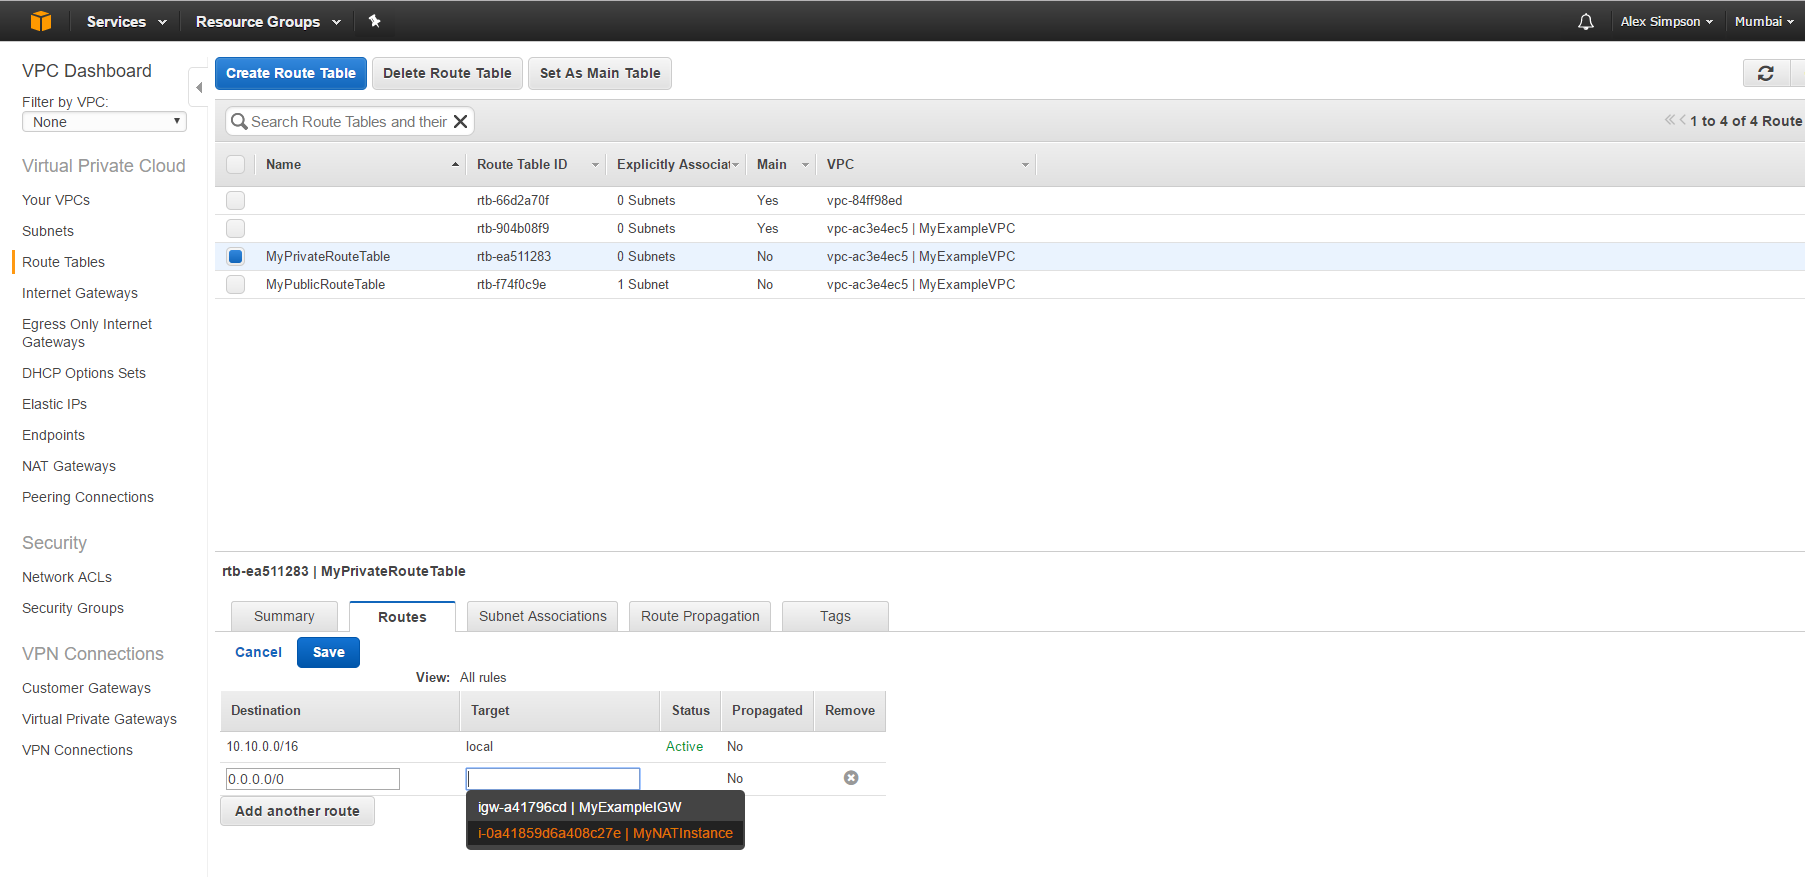 Services Resource Groups Alex Simpson Mumbai
VPC Dashboard
Filter by VPC:
None
Virtual Private Cloud
Your VPCs
Subnets
Route Tables
Internet Gateways
Egress Only Internet
Gateways
DHCP Options Sets
Elastic IPs
Endpoints
NAT Gateways
Peering Connections
Security
Network ACLs
Security Groups
VPN Connections
Customer Gateways
Virtual Private Gateways
VPN Connections
Create Route Table Delete Route Table Set As Main Table
Search Route Tables and their 1 to 4 of 4 Route
Name Route Table ID Explicitly Associat Main VPC
rtb-66d2a70f 0 Subnets Yes vpc-84ff98ed
rtb-904b08f9 0 Subnets Yes vpc-ac3e4ec5 | MyExampleVPC
MyPrivateRouteTable rtb-ea511283 0 Subnets No vpc-ac3e4ec5 | MyExampleVPC
MyPublicRouteTable rtb-f74f0c9e 1 Subnet No vpc-ac3e4ec5 | MyExampleVPC
rtb-ea511283 | MyPrivateRouteTable
Summary Routes Subnet Associations Route Propagation Tags
Cancel Save
View: All rules
Destination Target Status Propagated Remove
10.10.0.0/16 local Active No
0.0.0.0/0 No
Add another route
igw-a41796cd | MyExampleIGW
i-0a41859d6a408c27e | MyNATInstance